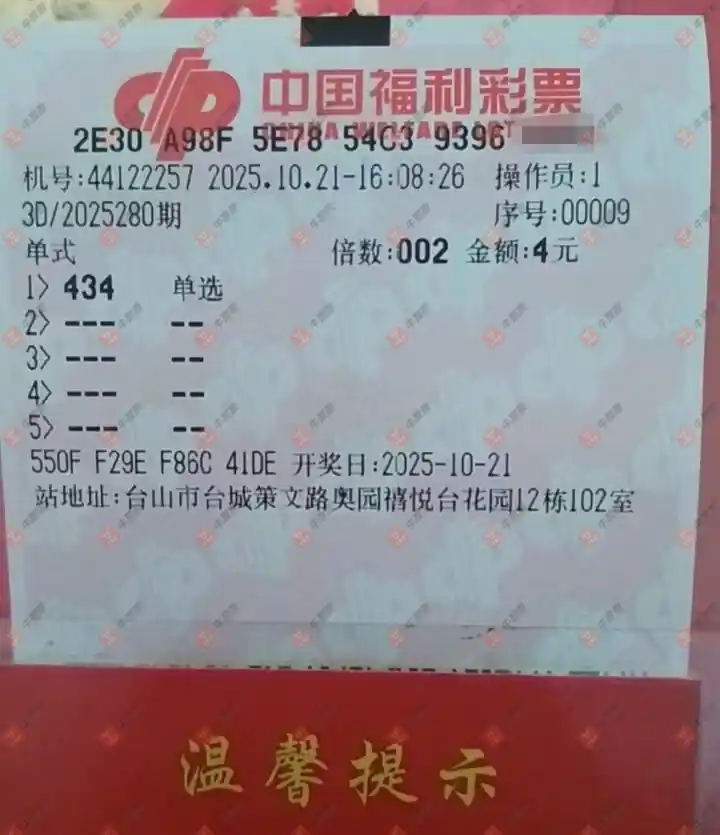 中国福利彩票
CHINA WELFARE LOT
2E30 A98F 5E78 54C3 9396
机号:44122257 2025.10.21-16:08:26 操作员:1
3D/2025280期 序号:00009
单式 倍数:002 金额:4元
1> 434 单选
2> --- --
3> --- --
4> --- --
5> --- --
550F F29E F86C 41DE 开奖日:2025-10-21
站地址:台山市台城策文路奥园禧悦台花园12栋102室
温馨提示